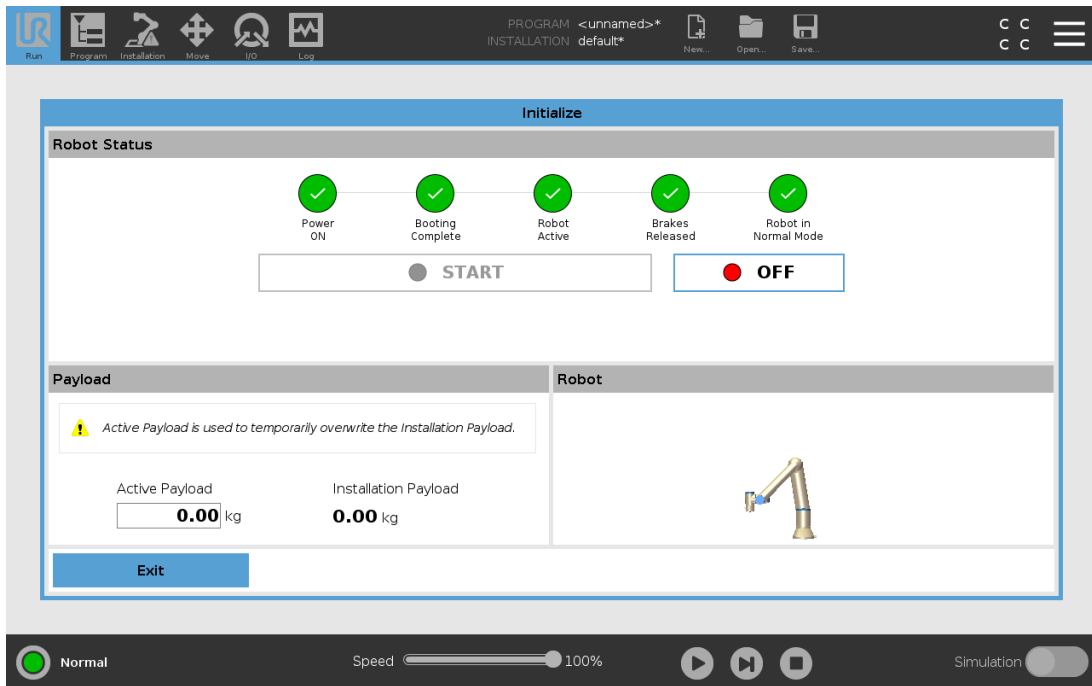 UR
Run
Program
Installation
Move
I/O
Log
PROGRAM <unnamed>*
INSTALLATION default*
New...
Open...
Save...
C C
C C
Initialize
Robot Status
Power
ON
Booting
Complete
Robot
Active
Brakes
Released
Robot in
Normal Mode
START
OFF
Payload
Robot
Active Payload is used to temporarily overwrite the Installation Payload.
Active Payload
Installation Payload
0.00 kg
0.00 kg
Exit
Normal
Speed
100%
Simulation